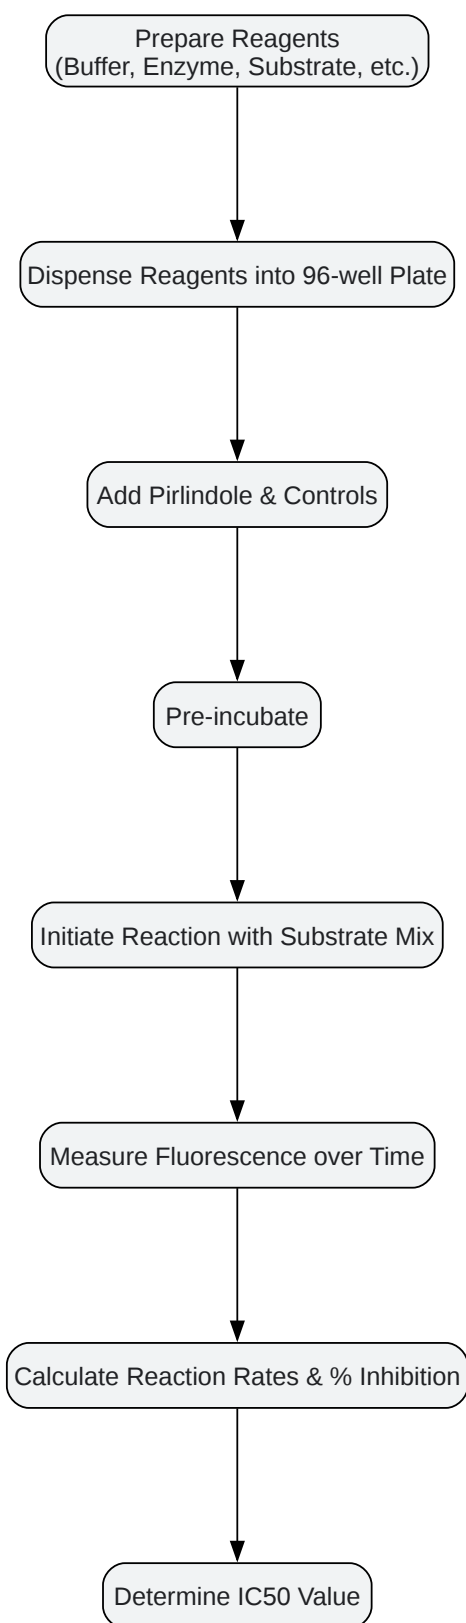 Prepare Reagents
(Buffer, Enzyme, Substrate, etc.)
Dispense Reagents into 96-well Plate
Add Pirlindole & Controls
Pre-incubate
Initiate Reaction with Substrate Mix
Measure Fluorescence over Time
Calculate Reaction Rates & % Inhibition
Determine IC50 Value